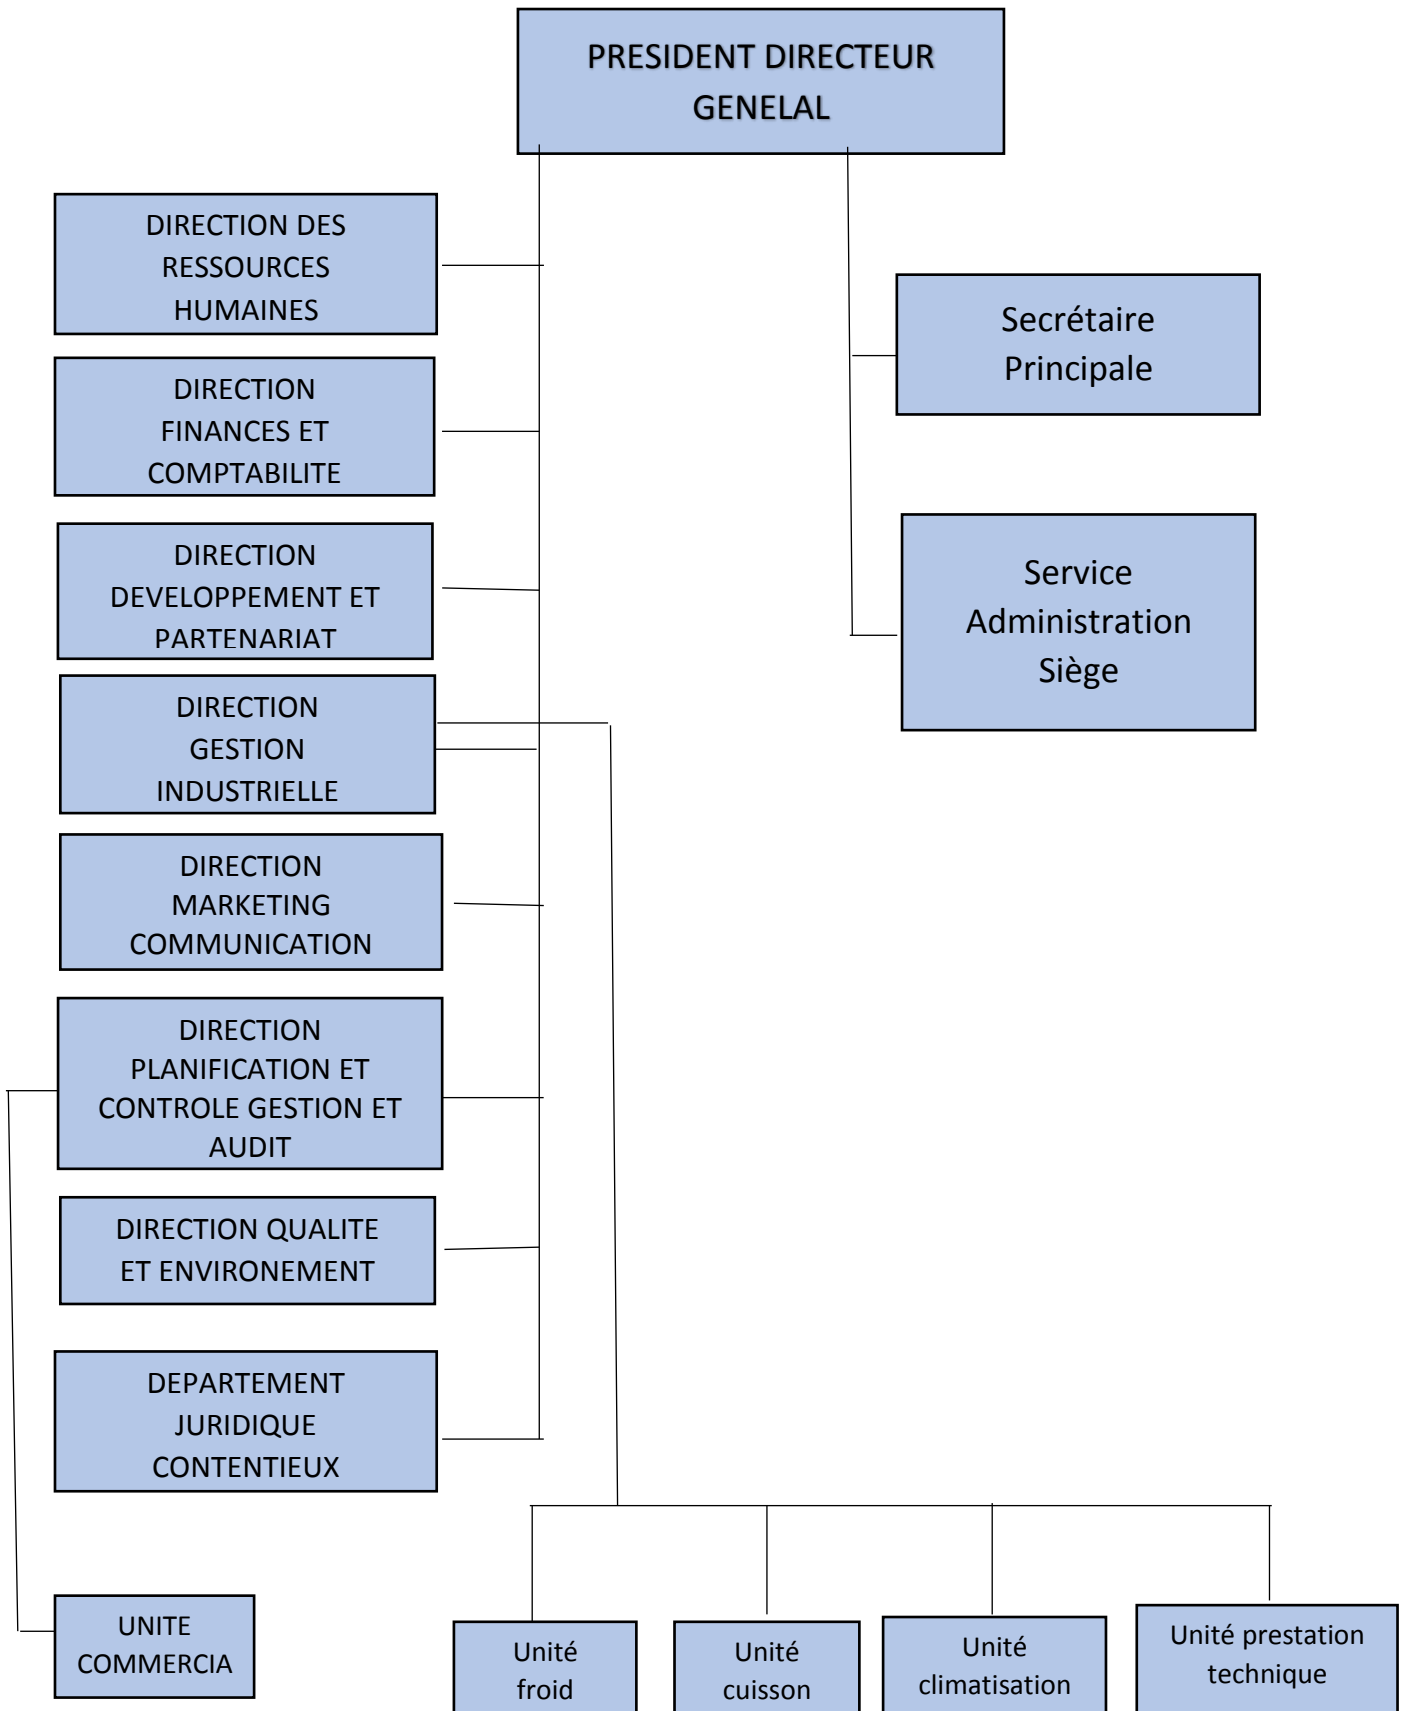 PRESIDENT DIRECTEUR
GENELAL
DIRECTION DES
RESSOURCES
HUMAINES
DIRECTION
FINANCES ET
COMPTABILITE
DIRECTION
DEVELOPPEMENT ET
PARTENARIAT
DIRECTION
GESTION
INDUSTRIELLE
DIRECTION
MARKETING
COMMUNICATION
DIRECTION
PLANIFICATION ET
CONTROLE GESTION ET
AUDIT
DIRECTION QUALITE
ET ENVIRONEMENT
DEPARTEMENT
JURIDIQUE
CONTENTIEUX
Secrétaire
Principale
Service
Administration
Siège
UNITE
COMMERCIA
Unité
froid
Unité
cuisson
Unité
climatisation
Unité prestation
technique